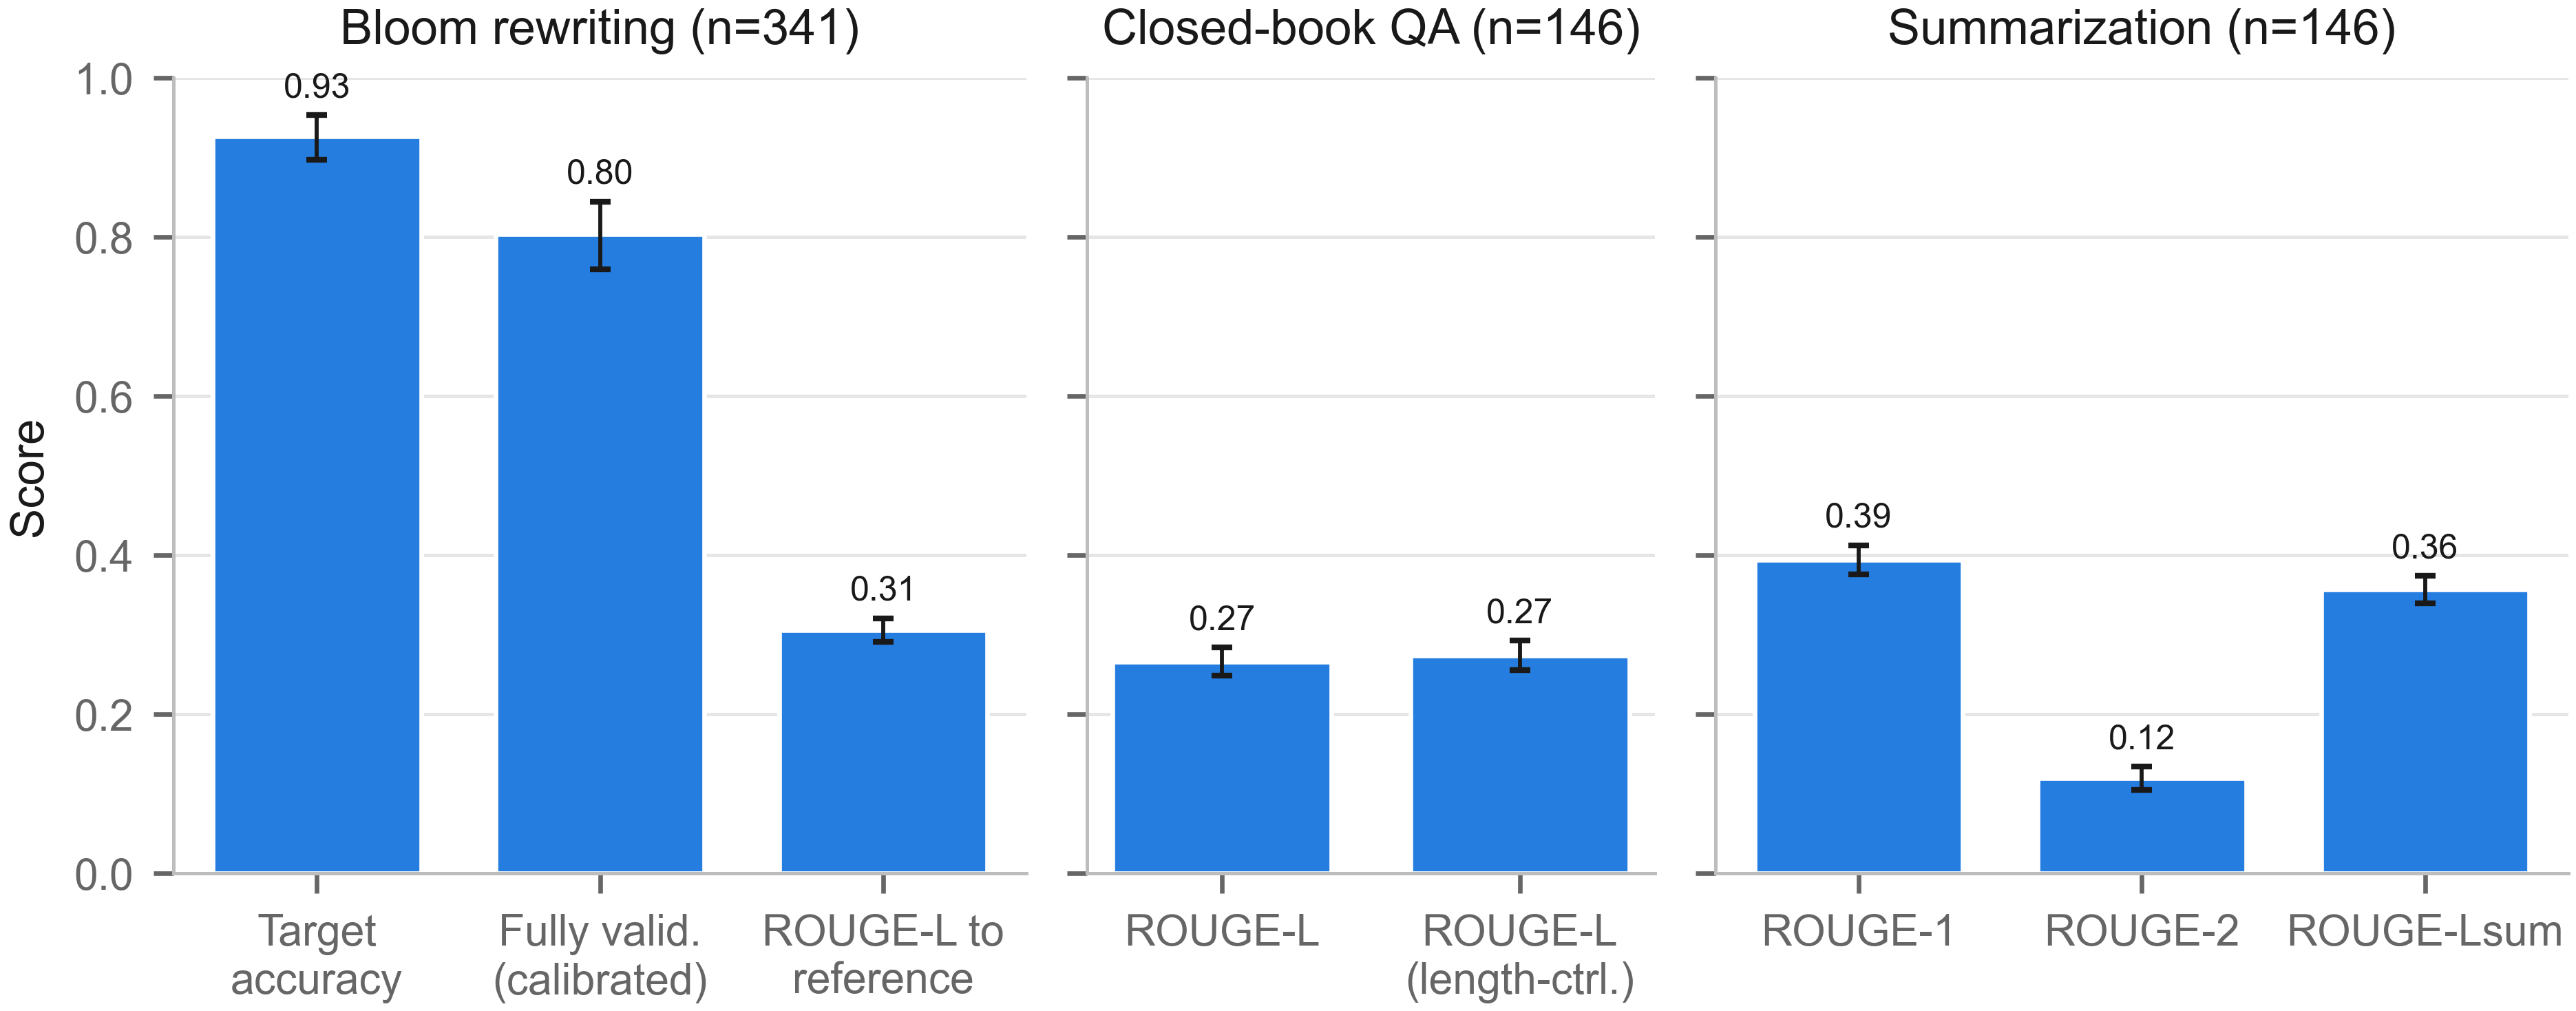 Bloom rewriting (n=341)
Closed-book QA (n=146)
Summarization (n=146)
Score
1.0
0.8
0.6
0.4
0.2
0.0
0.93
0.80
0.31
0.27
0.27
0.39
0.12
0.36
Target
accuracy
Fully valid.
(calibrated)
ROUGE-L to
reference
ROUGE-L
ROUGE-L
(length-ctrl.)
ROUGE-1
ROUGE-2
ROUGE-Lsum